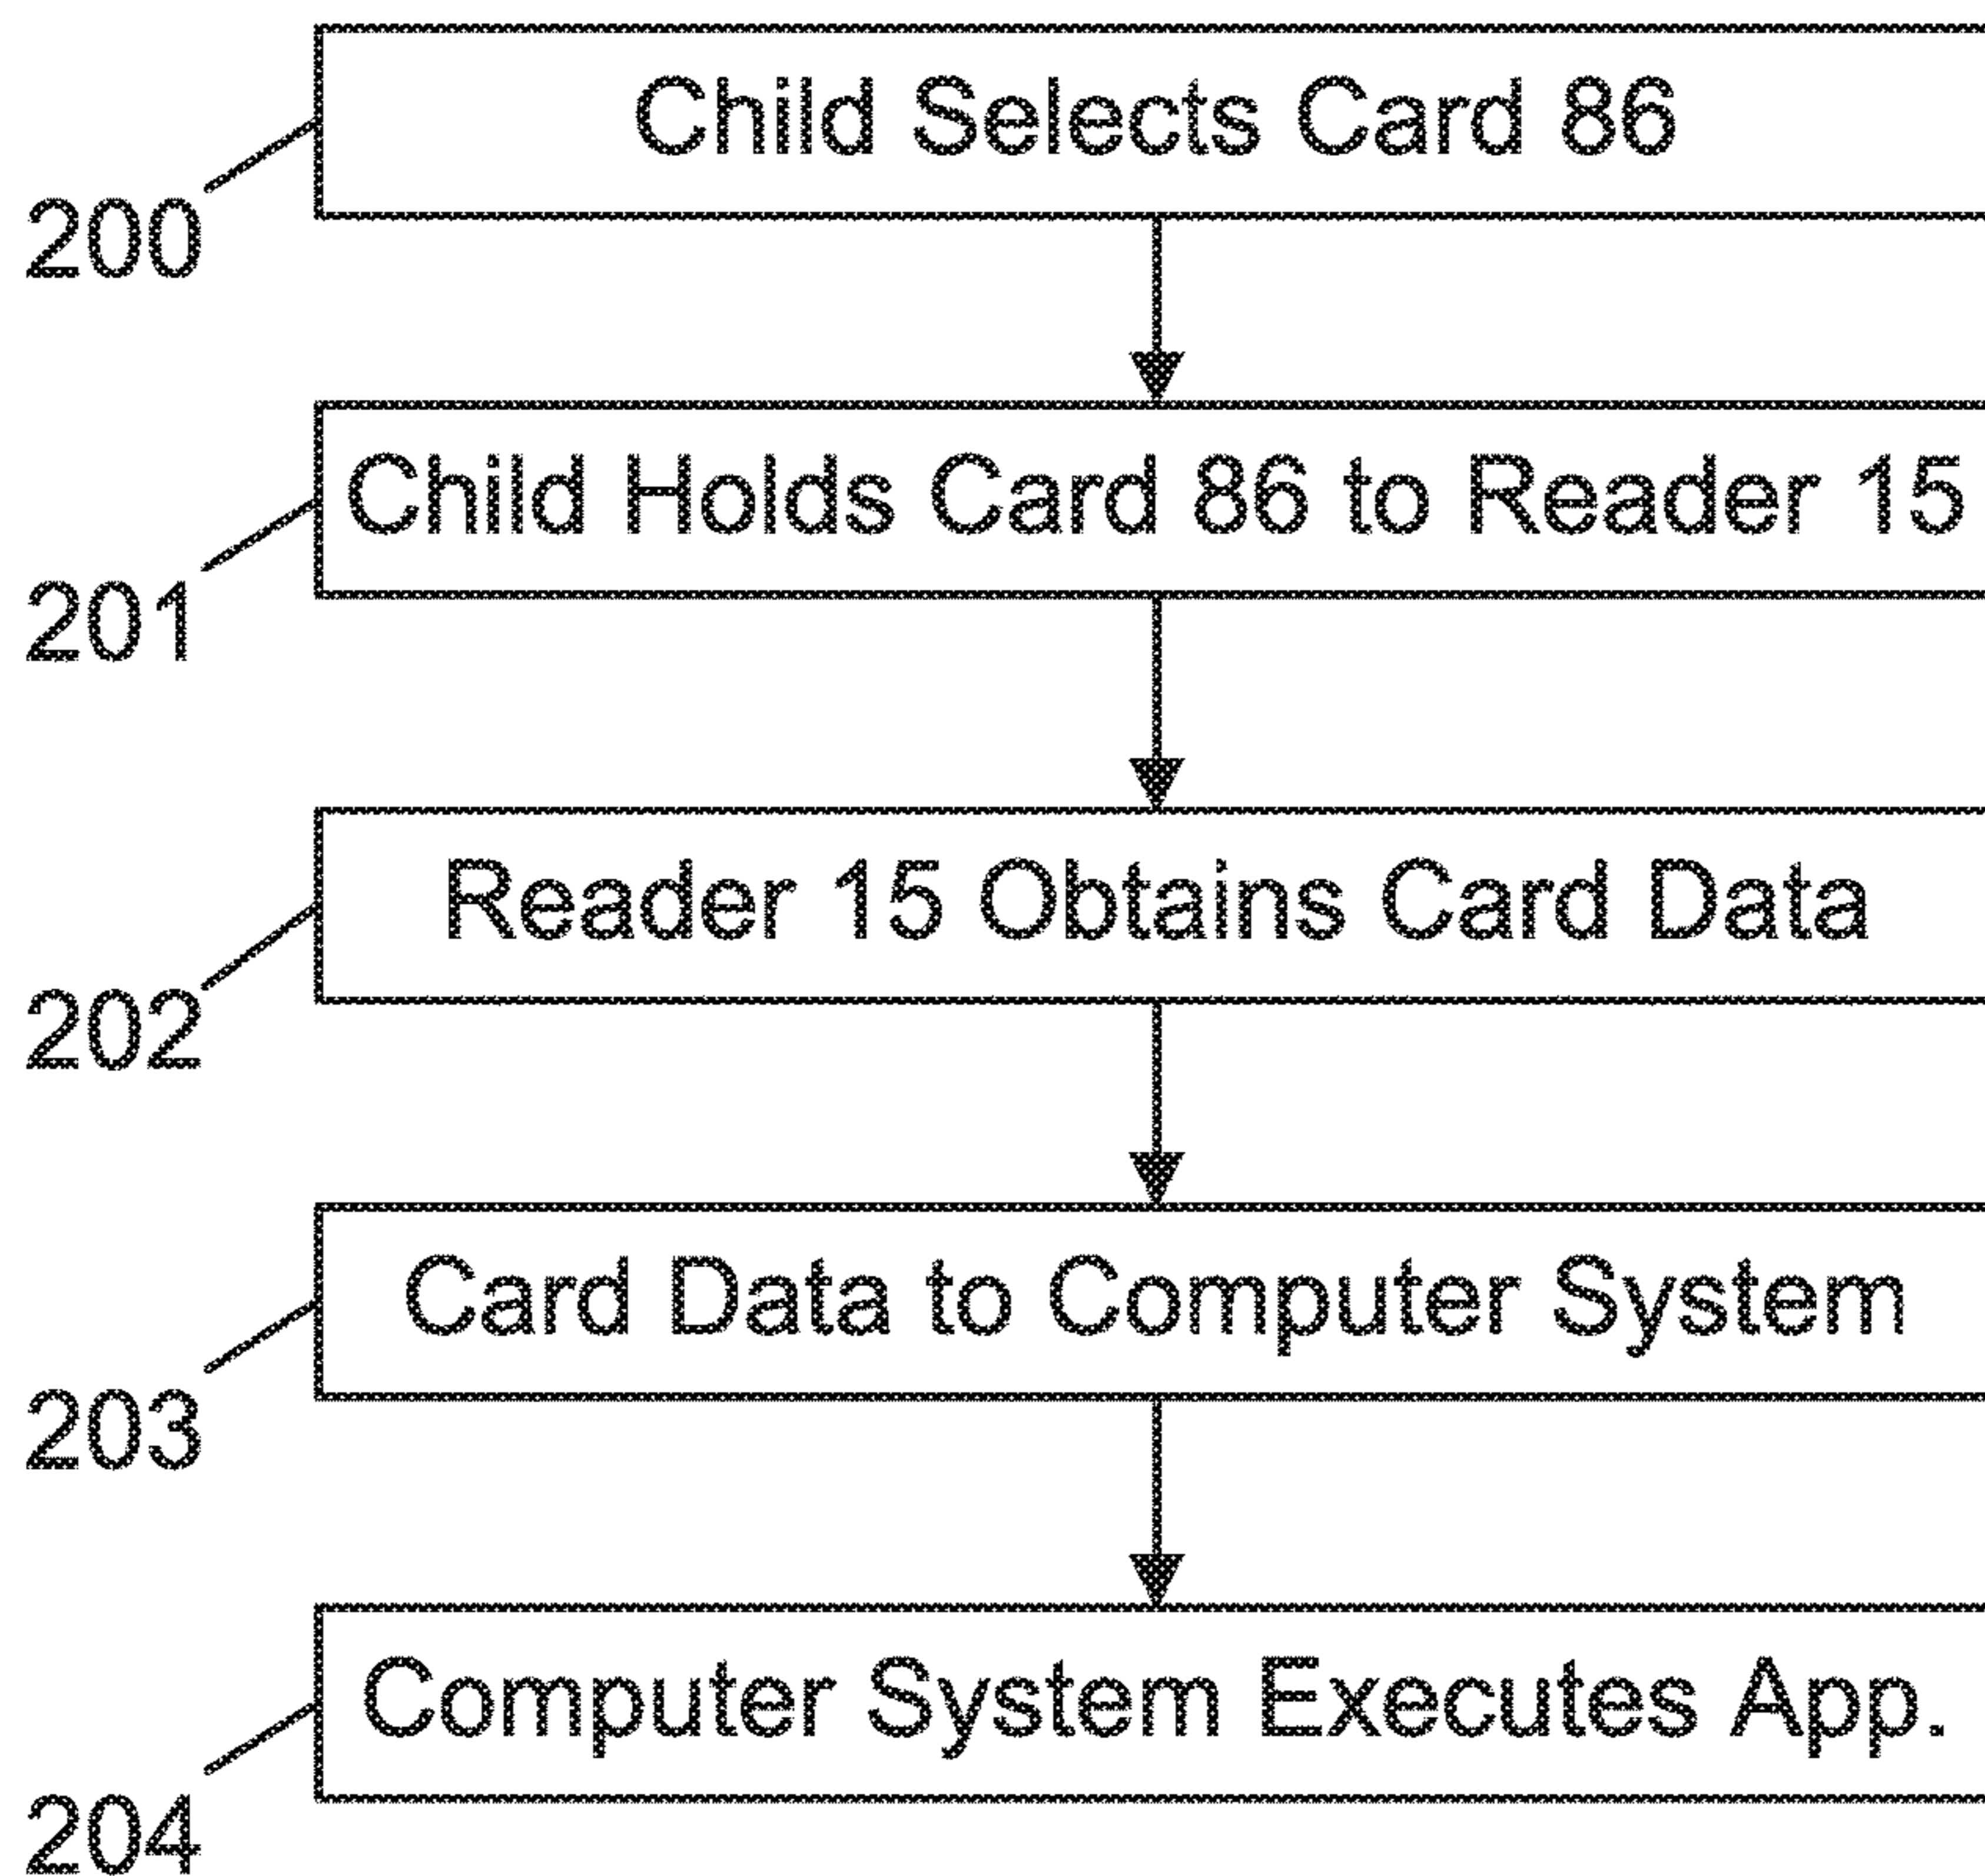 Child Selects Card 86
200
Child Holds Card 86 to Reader 15
201
Reader 15 Obtains Card Data
202
Card Data to Computer System
203
Computer System Executes App.
204